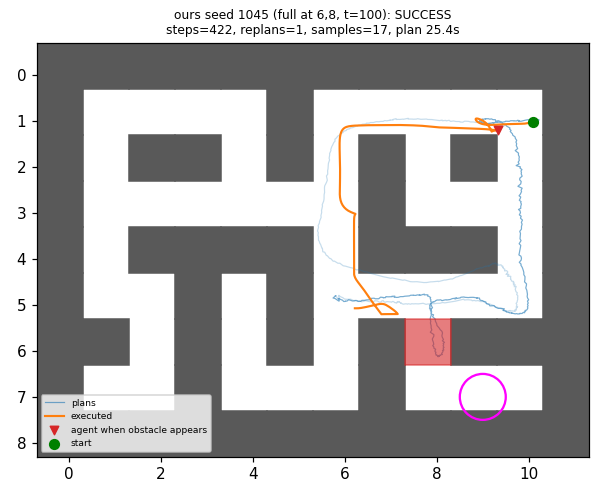 ours seed 1045 (full at 6,8, t=100): SUCCESS
steps=422, replans=1, samples=17, plan 25.4s
0
1
2
3
4
5
6
7
8
plans
executed
agent when obstacle appears
start
0 2 4 6 8 10